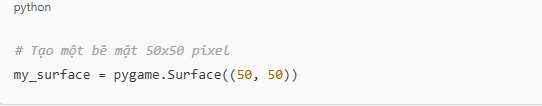 python
# Tạo một bề mặt 50x50 pixel
my_surface = pygame.Surface((50, 50))